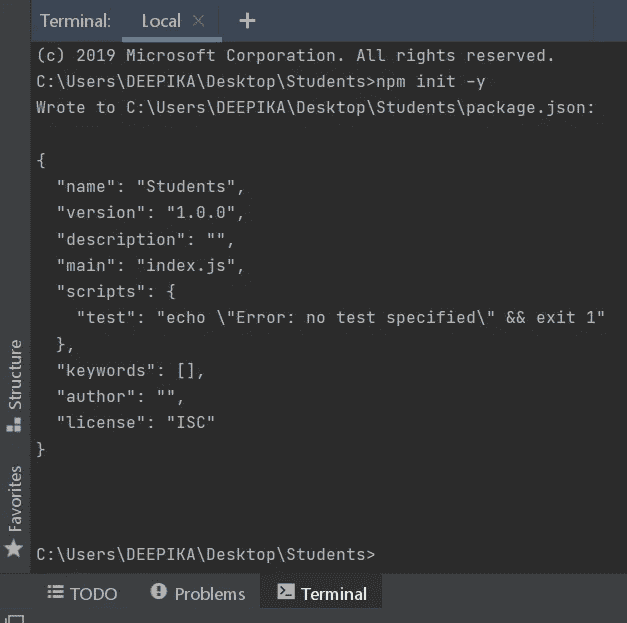 Terminal: Local × +
(c) 2019 Microsoft Corporation. All rights reserved.
C:\Users\DEEPIKA\Desktop\Students>npm init -y
Wrote to C:\Users\DEEPIKA\Desktop\Students\package.json:
{
  "name": "Students",
  "version": "1.0.0",
  "description": "",
  "main": "index.js",
  "scripts": {
    "test": "echo \"Error: no test specified\" && exit 1"
  },
  "keywords": [],
  "author": "",
  "license": "ISC"
}
C:\Users\DEEPIKA\Desktop\Students>
Structure
Favorites
TODO Problems Terminal